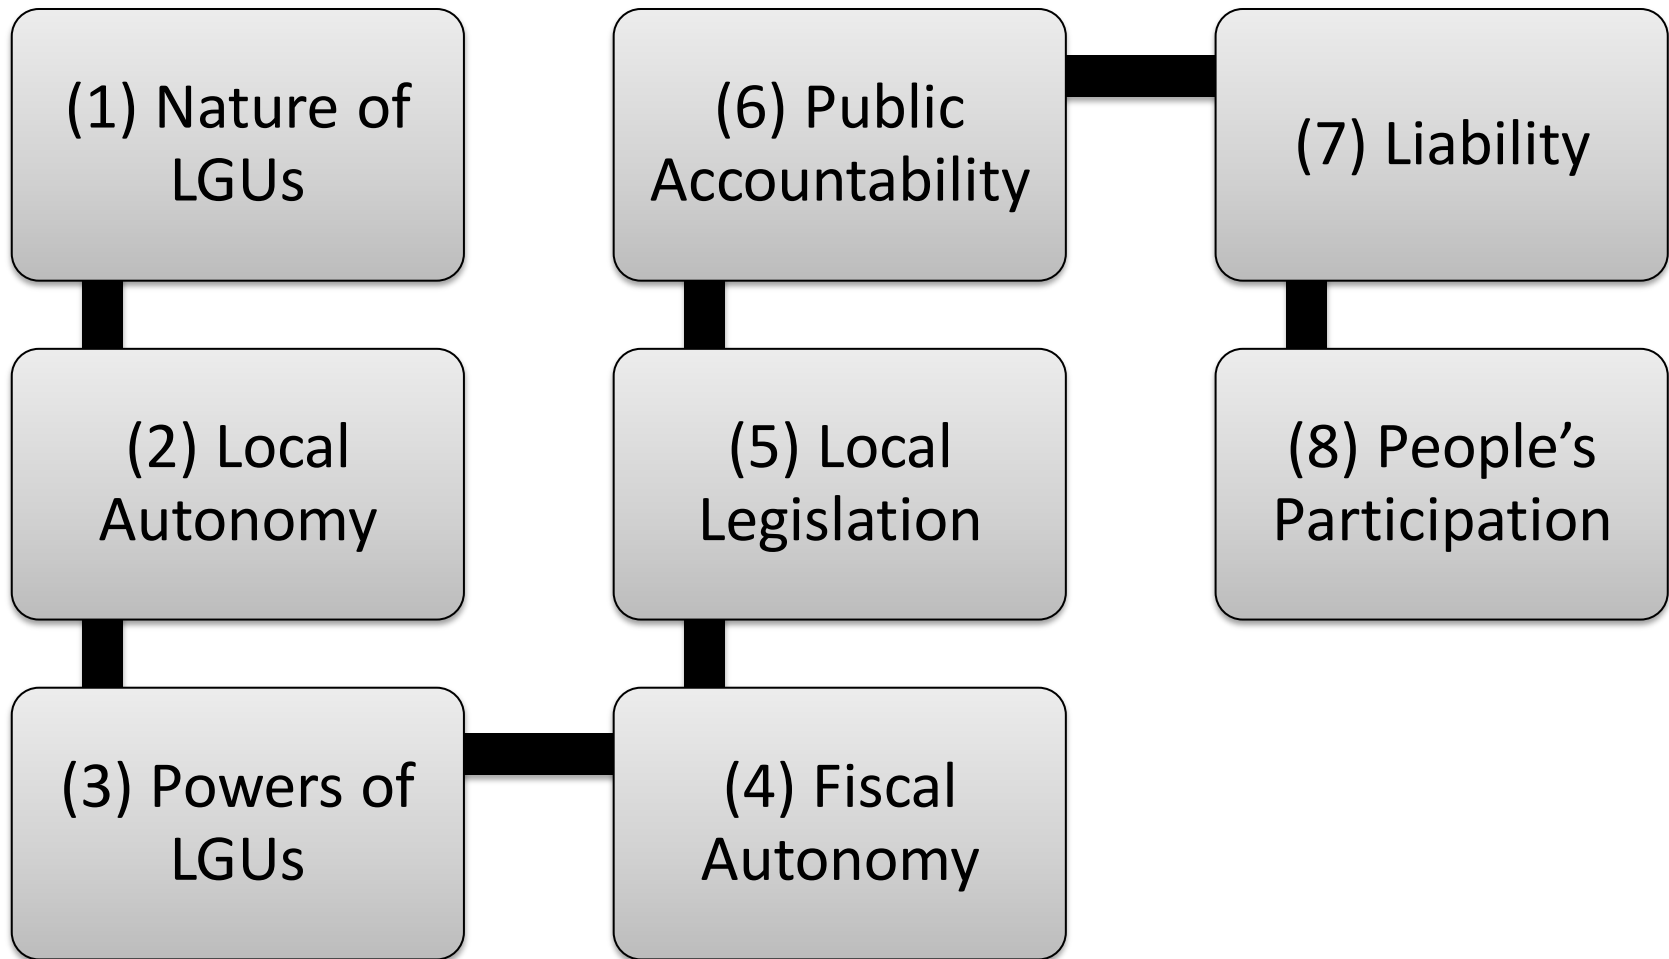 (1) Nature of
LGUs
(2) Local
Autonomy
(3) Powers of
LGUs
(4) Fiscal
Autonomy
(5) Local
Legislation
(6) Public
Accountability
(7) Liability
(8) People’s
Participation